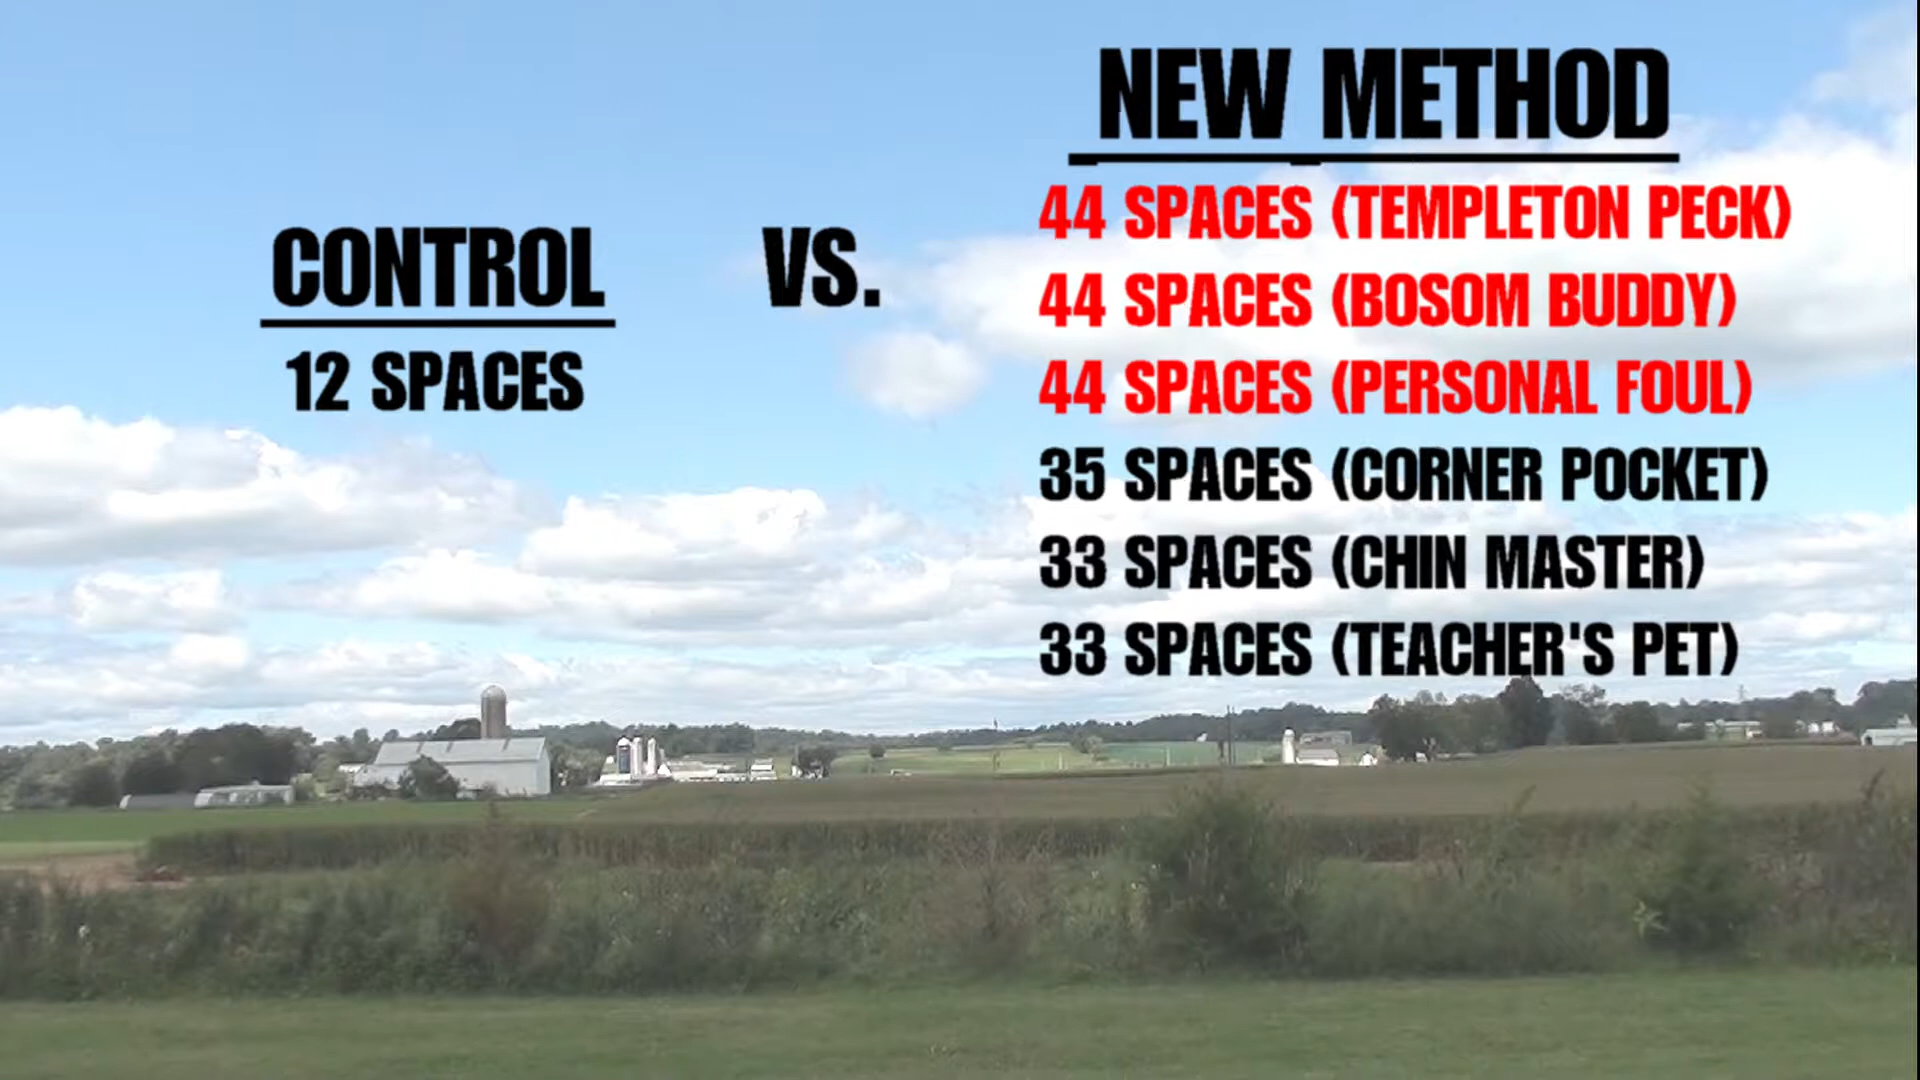 CONTROL
12 SPACES
VS.
NEW METHOD
44 SPACES (TEMPLETON PECK)
44 SPACES (BOSOM BUDDY)
44 SPACES (PERSONAL FOUL)
35 SPACES (CORNER POCKET)
33 SPACES (CHIN MASTER)
33 SPACES (TEACHER'S PET)